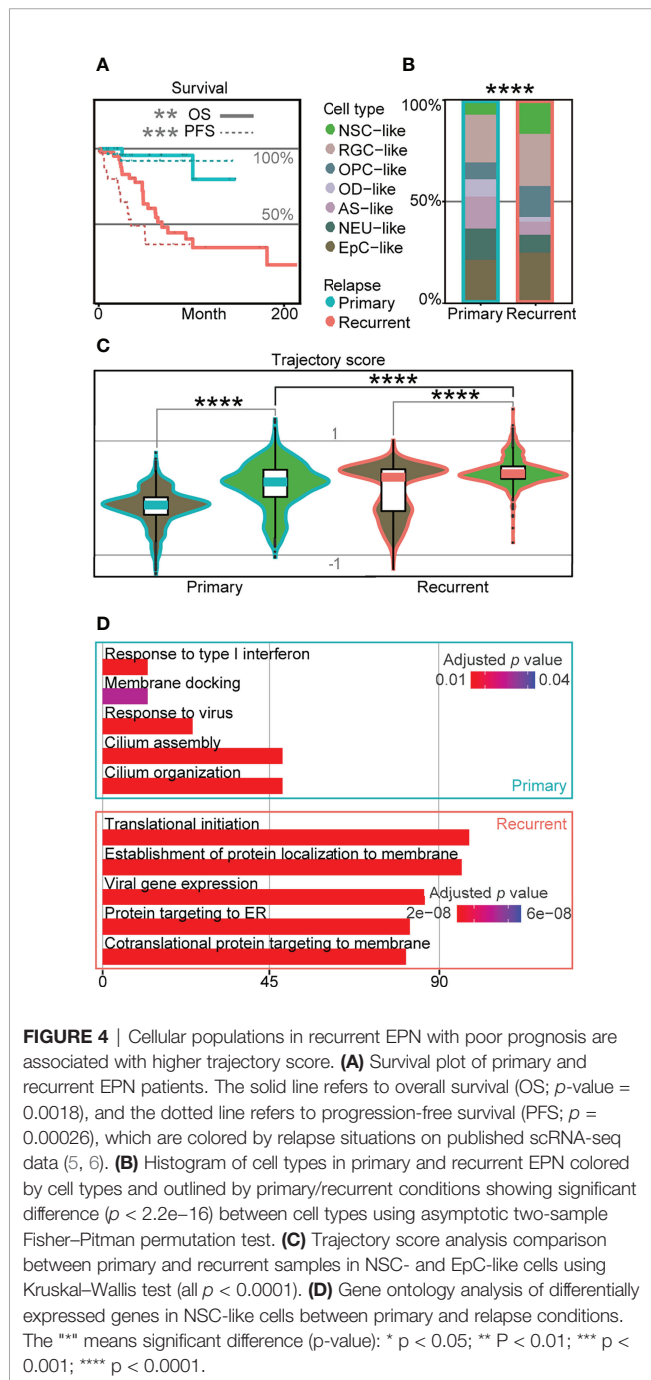 A
Survival
** OS
*** PFS
100%
50%
0
Month
200
Cell type
NSC-like
RGC-like
OPC-like
OD-like
AS-like
NEU-like
EpC-like
Relapse
Primary
Recurrent
B
****
100%
50%
0%
Primary
Recurrent
C
Trajectory score
****
****
****
1
-1
Primary
Recurrent
D
Response to type I interferon
Membrane docking
Response to virus
Cilium assembly
Cilium organization
Adjusted p value
0.01
0.04
Primary
Translational initiation
Recurrent
Establishment of protein localization to membrane
Viral gene expression
Adjusted p value
2e−08
6e−08
Protein targeting to ER
Cotranslational protein targeting to membrane
0
45
90
FIGURE 4 | Cellular populations in recurrent EPN with poor prognosis are
associated with higher trajectory score. (A) Survival plot of primary and
recurrent EPN patients. The solid line refers to overall survival (OS; p-value =
0.0018), and the dotted line refers to progression-free survival (PFS; p =
0.00026), which are colored by relapse situations on published scRNA-seq
data (5, 6). (B) Histogram of cell types in primary and recurrent EPN colored
by cell types and outlined by primary/recurrent conditions showing significant
difference (p < 2.2e−16) between cell types using asymptotic two-sample
Fisher–Pitman permutation test. (C) Trajectory score analysis comparison
between primary and recurrent samples in NSC- and EpC-like cells using
Kruskal–Wallis test (all p < 0.0001). (D) Gene ontology analysis of differentially
expressed genes in NSC-like cells between primary and relapse conditions.
The "*" means significant difference (p-value): * p < 0.05; ** P < 0.01; *** p <
0.001; **** p < 0.0001.